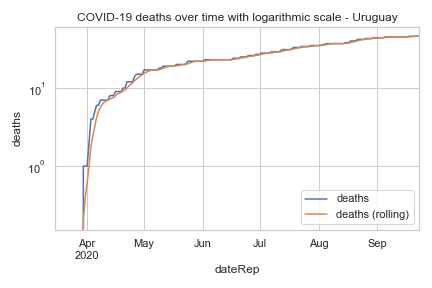 COVID-19 deaths over time with logarithmic scale - Uruguay
deaths
10¹
10⁰
deaths
deaths (rolling)
Apr
2020
May
Jun
Jul
Aug
Sep
dateRep